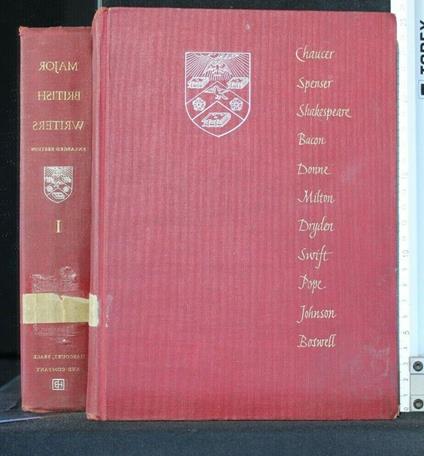 MAJOR
BRITISH
WRITERS
ENLARGED EDITION
I
HARCOURT, BRACE
AND COMPANY
HB
Chaucer
Spenser
Shakespeare
Bacon
Donne
Milton
Dryden
Swift
Pope
Johnson
Boswell